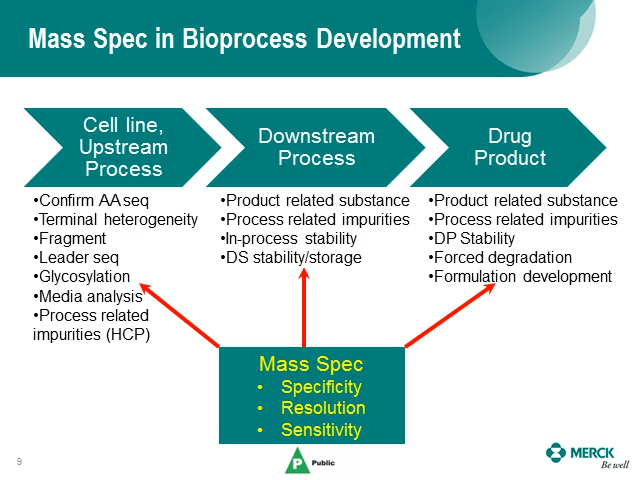 Mass Spec in Bioprocess Development
Cell line,
Upstream
Process
Downstream
Process
Drug
Product
•Confirm AA seq
•Terminal heterogeneity
•Fragment
•Leader seq
•Glycosylation
•Media analysis
•Process related
impurities (HCP)
•Product related substance
•Process related impurities
•In-process stability
•DS stability/storage
•Product related substance
•Process related impurities
•DP Stability
•Forced degradation
•Formulation development
Mass Spec
• Specificity
• Resolution
• Sensitivity
9
P Public
MERCK
Be well